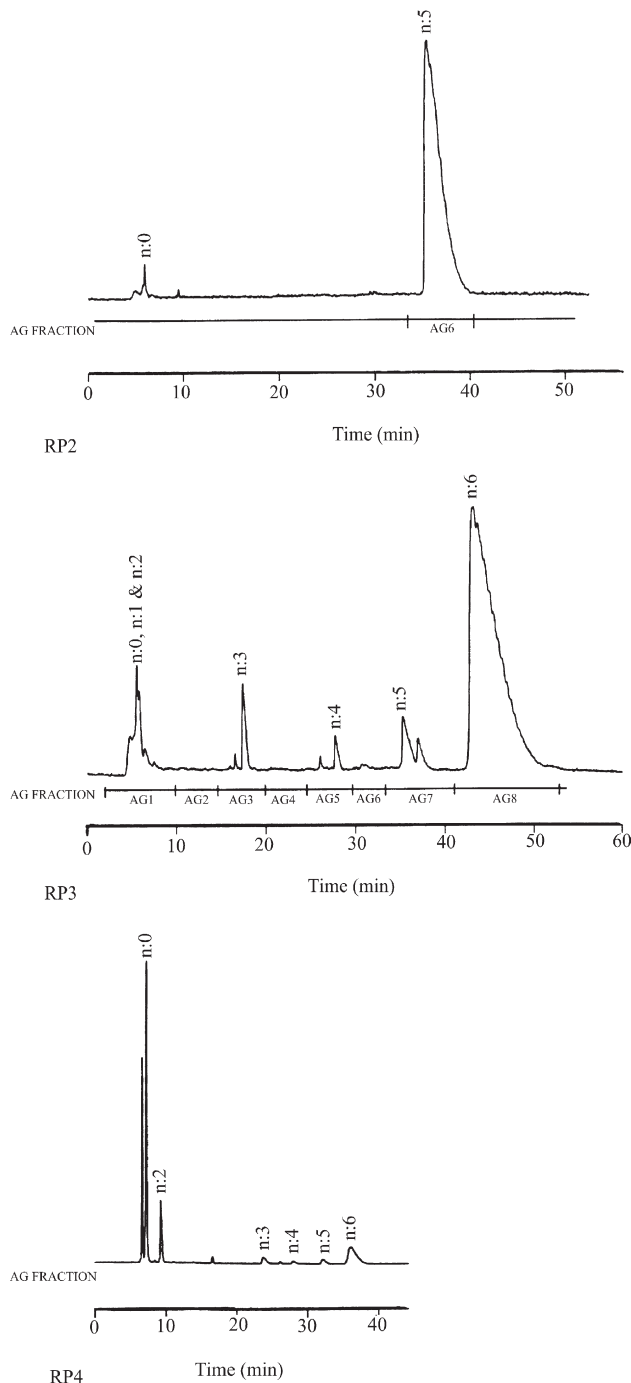 n:5
n:0
AG FRACTION
AG6
0 10 20 30 40 50
Time (min)
RP2
n:6
n:0, n:1 & n:2
n:3
n:4
n:5
AG FRACTION
AG1 AG2 AG3 AG4 AG5 AG6 AG7 AG8
0 10 20 30 40 50 60
Time (min)
RP3
n:0
n:2
n:3 n:4 n:5 n:6
AG FRACTION
0 10 20 30 40
Time (min)
RP4